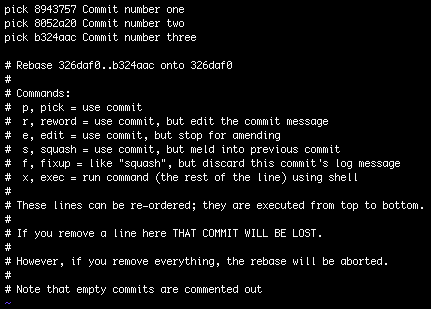 pick 8943757 Commit number one
pick 8052a20 Commit number two
pick b324aac Commit number three

# Rebase 326daf0..b324aac onto 326daf0
#
# Commands:
#  p, pick = use commit
#  r, reword = use commit, but edit the commit message
#  e, edit = use commit, but stop for amending
#  s, squash = use commit, but meld into previous commit
#  f, fixup = like "squash", but discard this commit's log message
#  x, exec = run command (the rest of the line) using shell
#
# These lines can be re-ordered; they are executed from top to bottom.
#
# If you remove a line here THAT COMMIT WILL BE LOST.
#
# However, if you remove everything, the rebase will be aborted.
#
# Note that empty commits are commented out
~